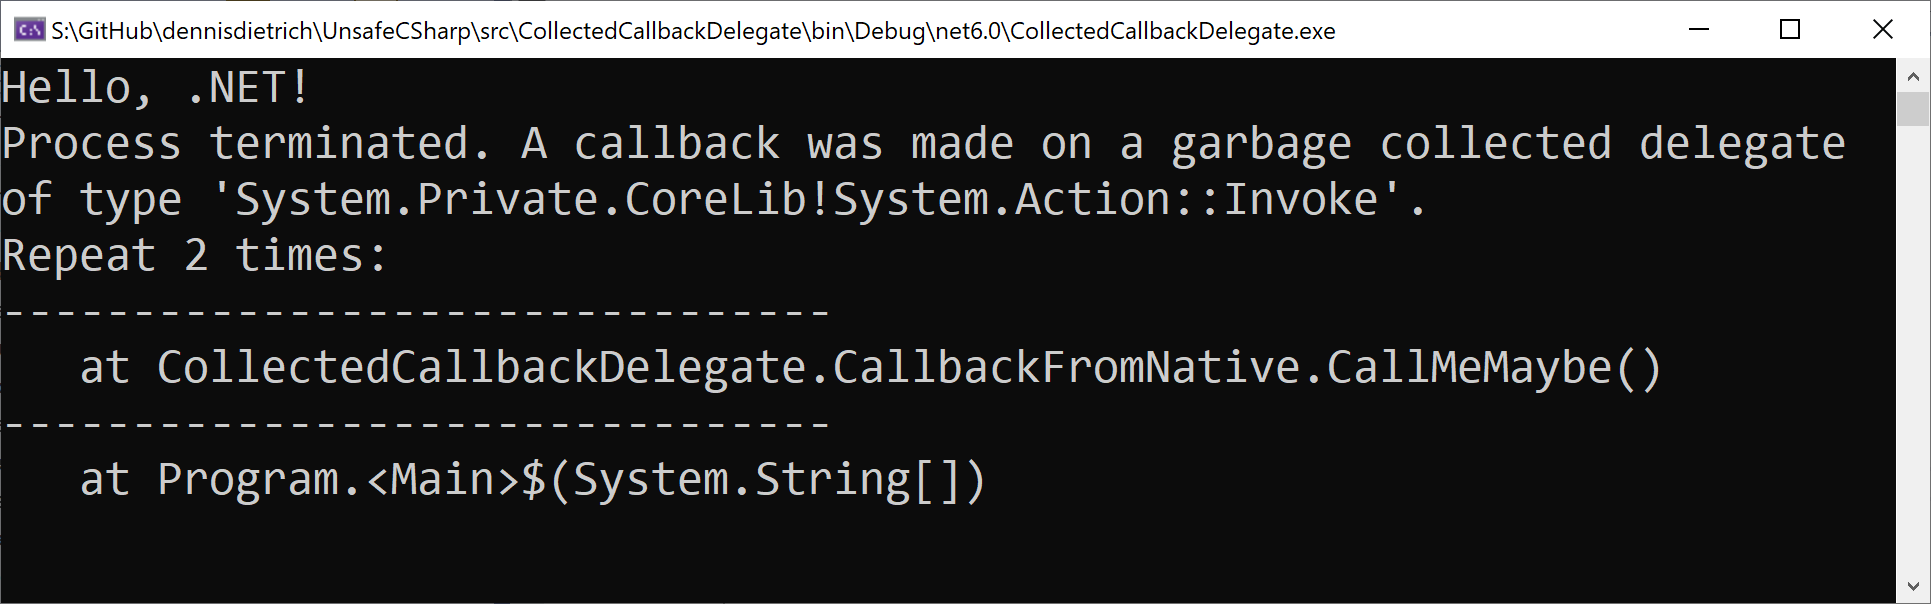 S:\GitHub\dennisdietrich\UnsafeCSharp\src\CollectedCallbackDelegate\bin\Debug\net6.0\CollectedCallbackDelegate.exe
Hello, .NET!
Process terminated. A callback was made on a garbage collected delegate
of type 'System.Private.CoreLib!System.Action::Invoke'.
Repeat 2 times:
--------------------------------
   at CollectedCallbackDelegate.CallbackFromNative.CallMeMaybe()
--------------------------------
   at Program.<Main>$(System.String[])